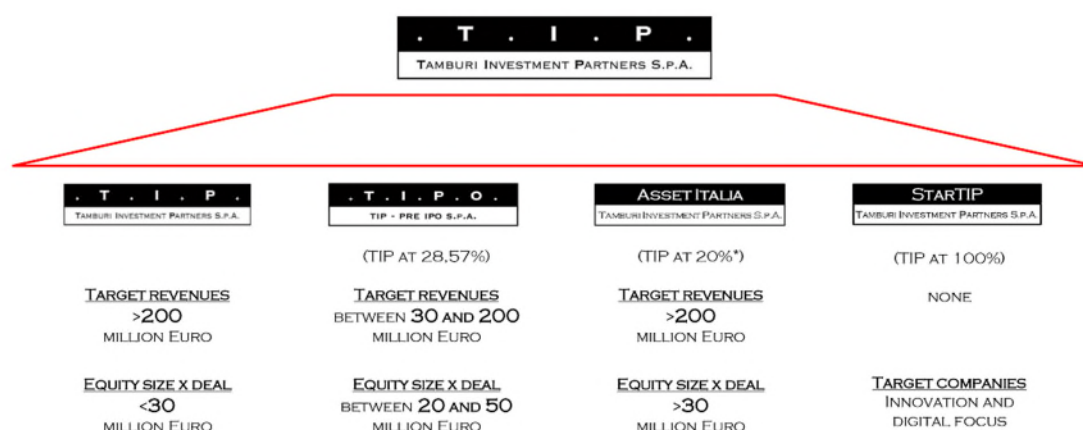 . T . I . P .
TAMBURI INVESTMENT PARTNERS S.P.A.
. T . I . P .
TAMBURI INVESTMENT PARTNERS S.P.A.
TARGET REVENUES
>200
MILLION EURO
EQUITY SIZE X DEAL
<30
MILLION EURO
. T . I . P . O .
TIP - PRE IPO S.P.A.
(TIP AT 28,57%)
TARGET REVENUES
BETWEEN 30 AND 200
MILLION EURO
EQUITY SIZE X DEAL
BETWEEN 20 AND 50
MILLION EURO
ASSET ITALIA
TAMBURI INVESTMENT PARTNERS S.P.A.
(TIP AT 20%*)
TARGET REVENUES
>200
MILLION EURO
EQUITY SIZE X DEAL
>30
MILLION EURO
STARTIP
TAMBURI INVESTMENT PARTNERS S.P.A.
(TIP AT 100%)
NONE
TARGET COMPANIES
INNOVATION AND
DIGITAL FOCUS